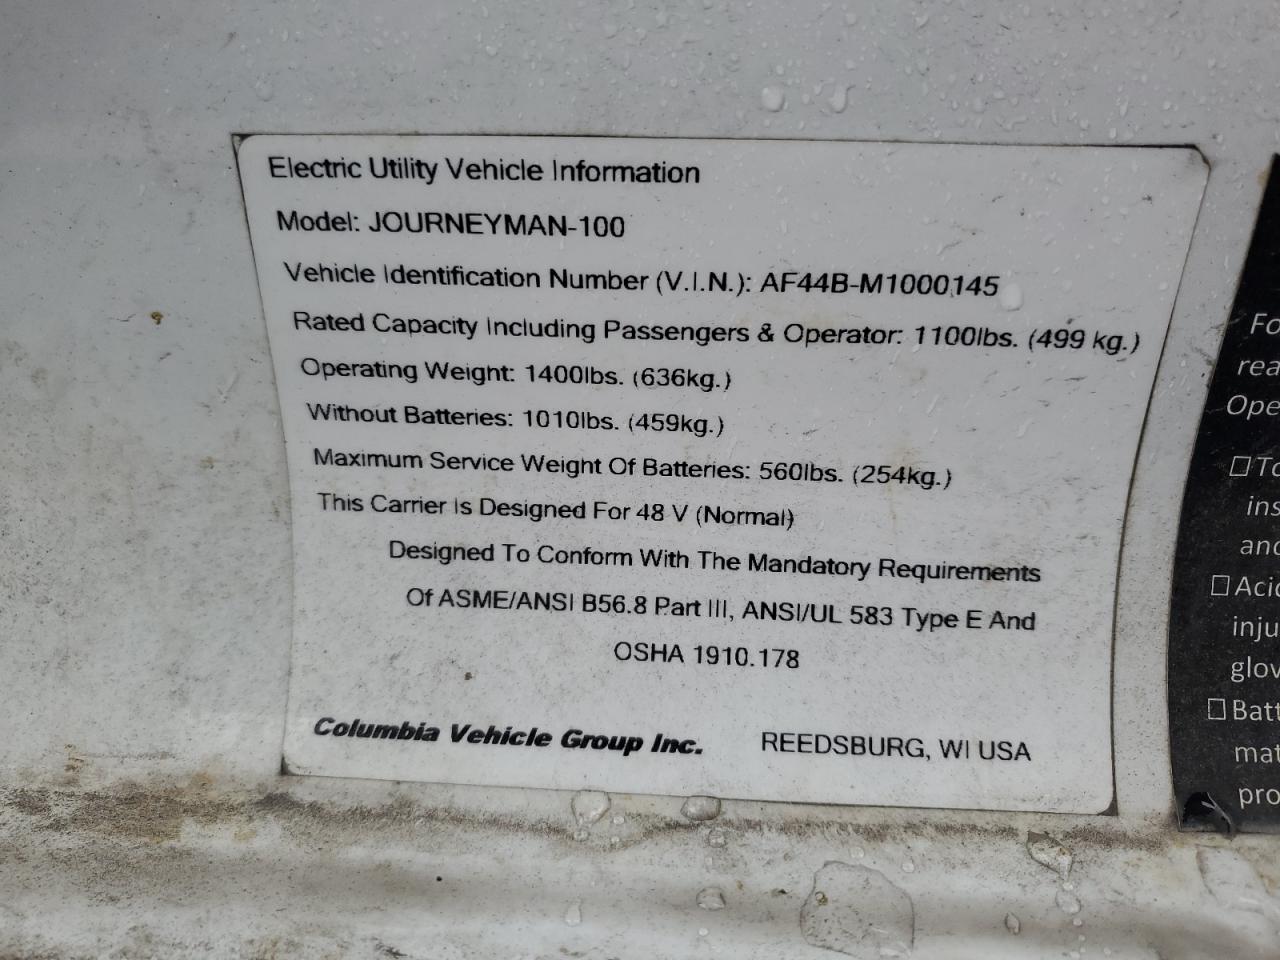 Electric Utility Vehicle Information
Model: JOURNEYMAN-100
Vehicle Identification Number (V.I.N.): AF44B-M1000145
Rated Capacity Including Passengers & Operator: 1100lbs. (499 kg.)
Operating Weight: 1400lbs. (636kg.)
Without Batteries: 1010lbs. (459kg.)
Maximum Service Weight Of Batteries: 560lbs. (254kg.)
This Carrier Is Designed For 48 V (Normal)
Designed To Conform With The Mandatory Requirements
Of ASME/ANSI B56.8 Part III, ANSI/UL 583 Type E And
OSHA 1910.178
Columbia Vehicle Group Inc. REEDSBURG, WI USA